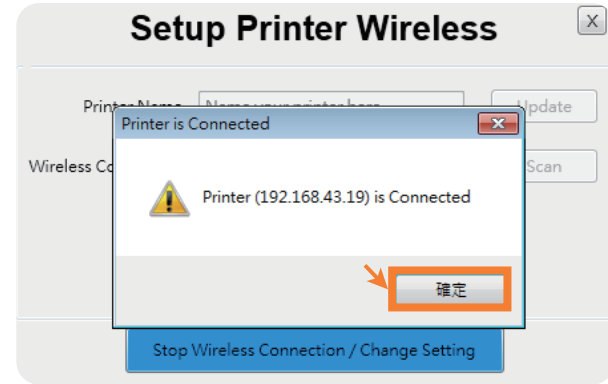 Setup Printer Wireless
X
Printer Name
Update
Printer is Connected
Wireless
Scan
Printer (192.168.43.19) is Connected
確定
Stop Wireless Connection / Change Setting